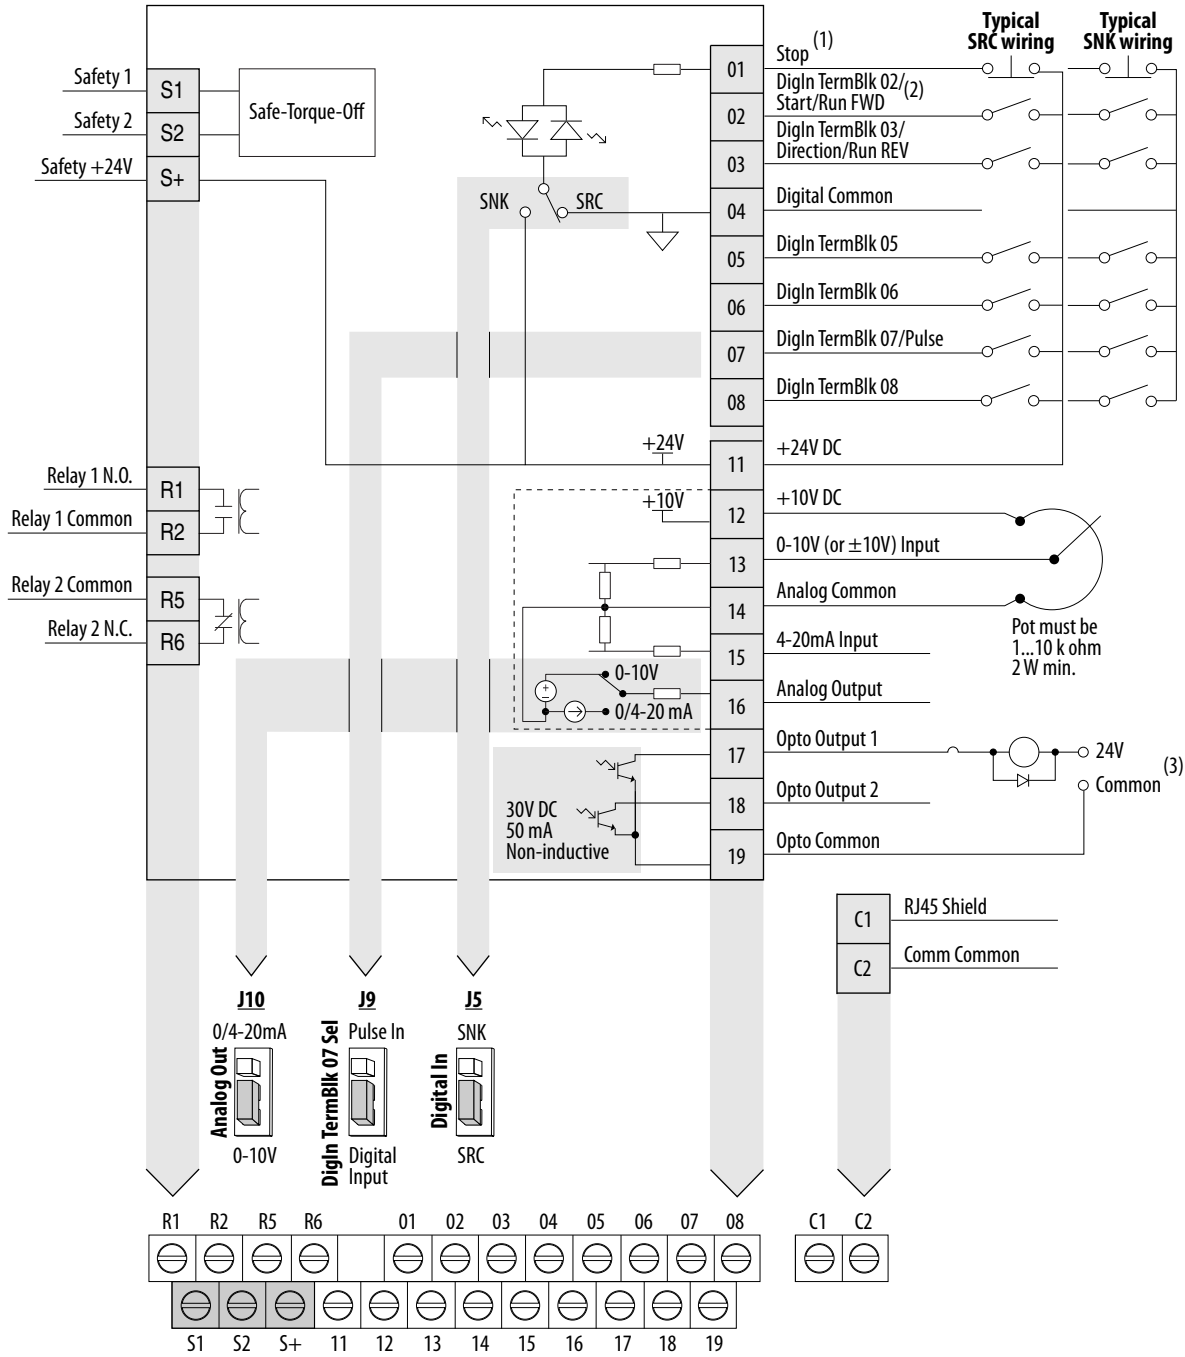 Typical
SRC wiring
Typical
SNK wiring
Safety 1
S1
Safety 2
S2
Safety +24V
S+
Safe-Torque-Off
SNK
SRC
01
Stop (1)
02
DigIn TermBlk 02/
Start/Run FWD (2)
03
DigIn TermBlk 03/
Direction/Run REV
04
Digital Common
05
DigIn TermBlk 05
06
DigIn TermBlk 06
07
DigIn TermBlk 07/Pulse
08
DigIn TermBlk 08
+24V
11
+24V DC
Relay 1 N.O.
R1
Relay 1 Common
R2
Relay 2 Common
R5
Relay 2 N.C.
R6
+10V
12
+10V DC
13
0-10V (or ±10V) Input
14
Analog Common
Pot must be
1...10 k ohm
2 W min.
15
4-20mA Input
0-10V
0/4-20 mA
+
−
16
Analog Output
17
Opto Output 1
24V
Common (3)
18
Opto Output 2
19
Opto Common
30V DC
50 mA
Non-inductive
C1
RJ45 Shield
C2
Comm Common
J10
0/4-20mA
Analog Out
0-10V
J9
Pulse In
DigIn TermBlk 07 Sel
Digital
Input
J5
SNK
Digital In
SRC
R1 R2 R5 R6 01 02 03 04 05 06 07 08 C1 C2
S1 S2 S+ 11 12 13 14 15 16 17 18 19